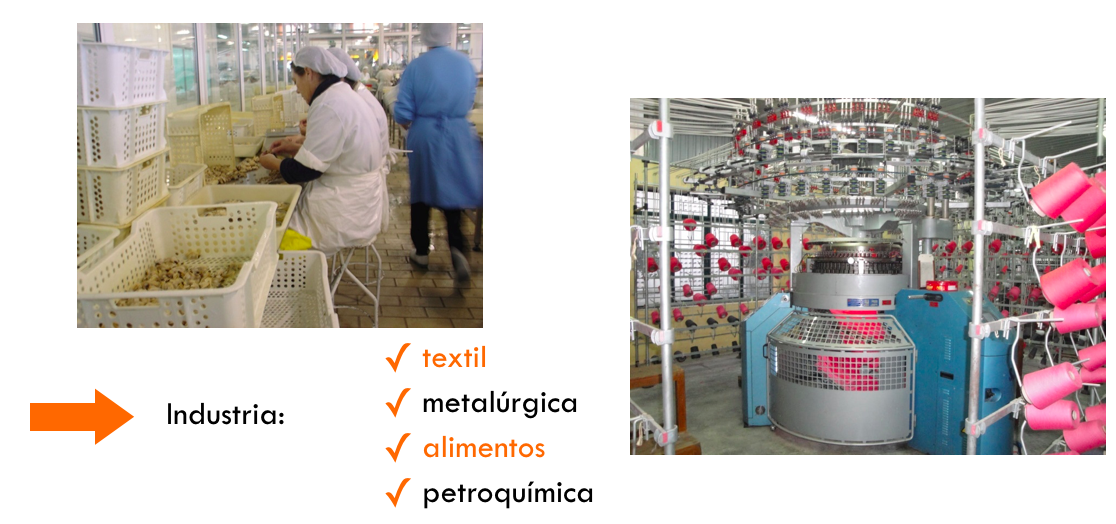 textil
Industria:
metalúrgica
alimentos
petroquímica